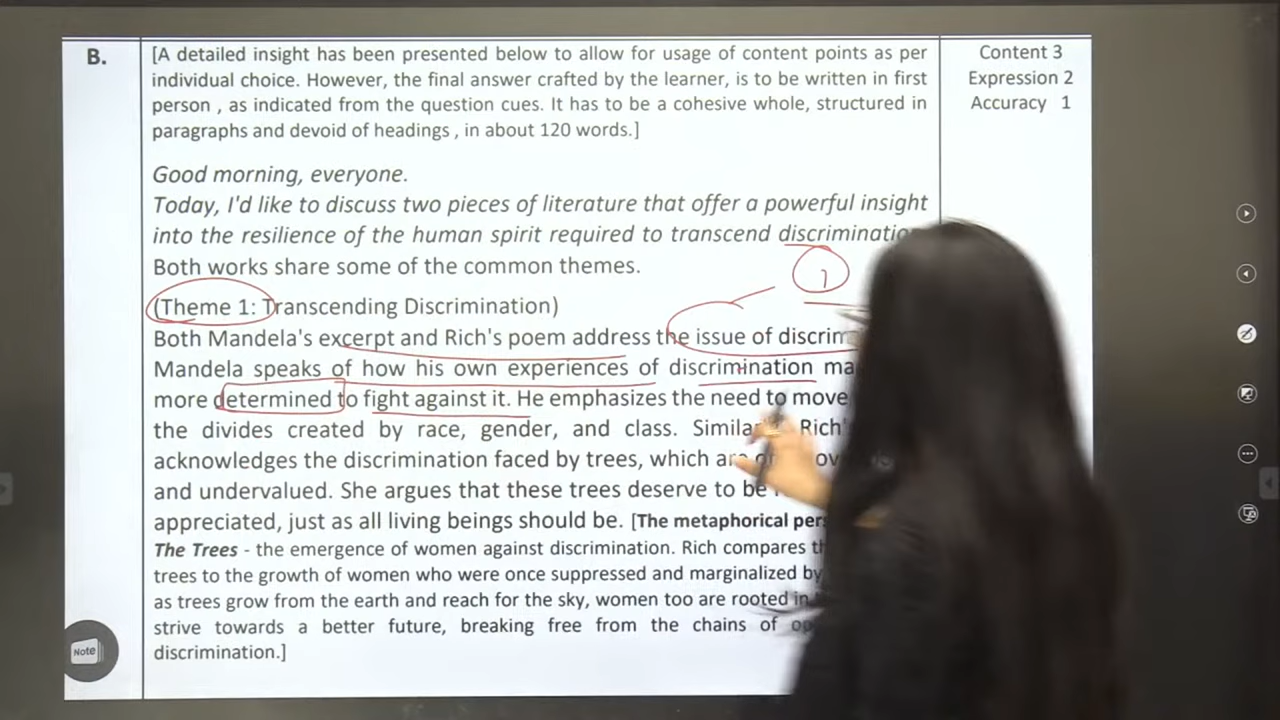 B.
[A detailed insight has been presented below to allow for usage of content points as per
individual choice. However, the final answer crafted by the learner, is to be written in first
person , as indicated from the question cues. It has to be a cohesive whole, structured in
paragraphs and devoid of headings , in about 120 words.]
Content 3
Expression 2
Accuracy 1
Good morning, everyone.
Today, I'd like to discuss two pieces of literature that offer a powerful insight
into the resilience of the human spirit required to transcend
Both works share some of the common themes.
1
(Theme 1: Transcending Discrimination)
Both Mandela's excerpt and Rich's poem address the issue of
Mandela speaks of how his own experiences of discrimination
more determined to fight against it. He emphasizes the need to move
the divides created by race, gender, and class.
acknowledges the discrimination faced by trees, which
and undervalued. She argues that these trees deserve to be
appreciated, just as all living beings should be. [The metaphorical
The Trees - the emergence of women against discrimination. Rich compares
trees to the growth of women who were once suppressed and marginalized by
as trees grow from the earth and reach for the sky, women too are rooted in
strive towards a better future, breaking free from the chains of
discrimination.]
Note